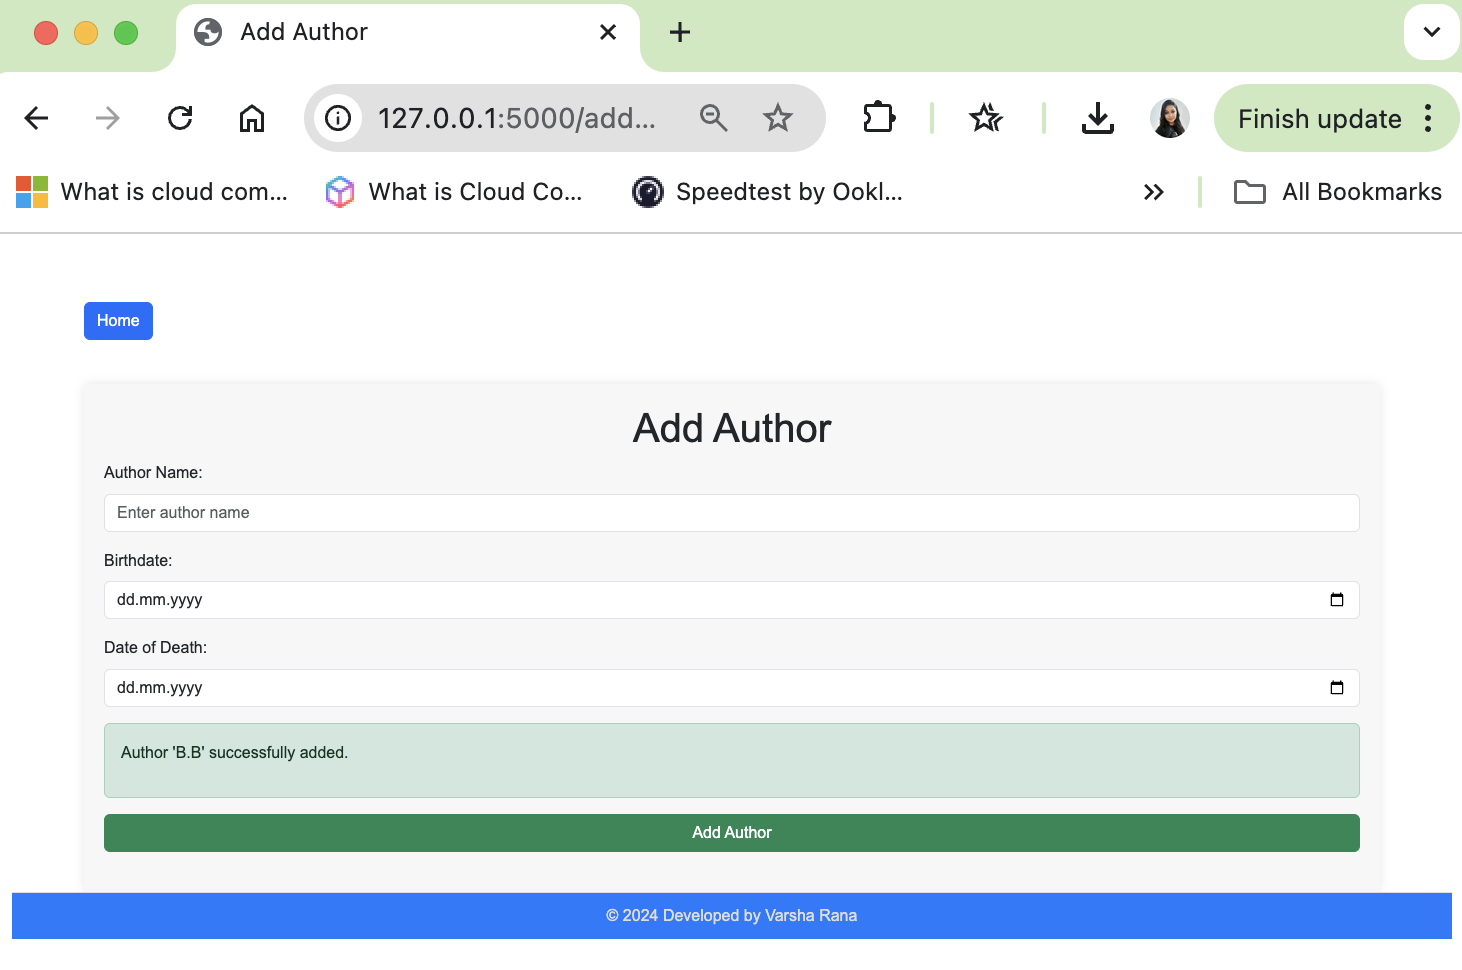 Add Author
127.0.0.1:5000/add...
Finish update
What is cloud com...
What is Cloud Co...
Speedtest by Ookl...
All Bookmarks
Home
Add Author
Author Name:
Enter author name
Birthdate:
dd.mm.yyyy
Date of Death:
dd.mm.yyyy
Author 'B.B' successfully added.
Add Author
© 2024 Developed by Varsha Rana